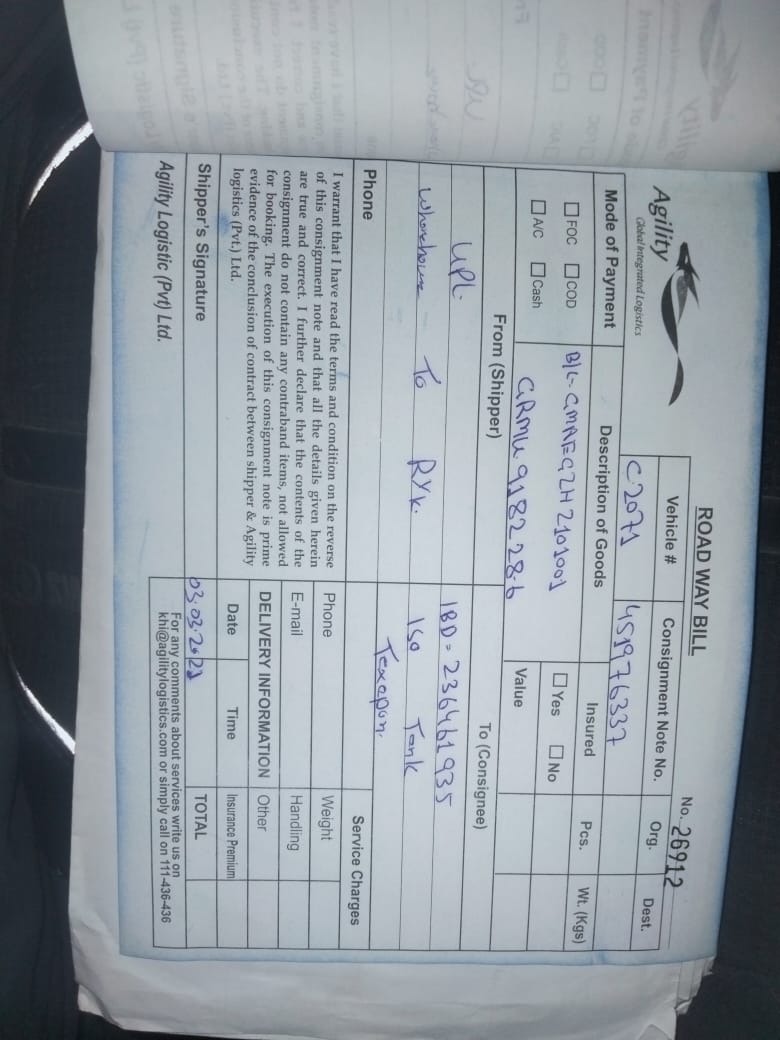 ROAD WAY BILL
No. 26912
Agility
Global Integrated Logistics
Vehicle #
Consignment Note No.
Org.
Dest.
C2071
451976337
Mode of Payment
Description of Goods
Insured
Pcs.
Wt. (Kgs)
FOC COD
B/L- GMAEGZH2101001
Yes No
A/C Cash
GRMU 918228-6
Value
From (Shipper)
To (Consignee)
UPL
IBD = 236461935
Whorehouse To RYK.
ISO Tank
Texapon.
Phone
Service Charges
I warrant that I have read the terms and condition on the reverse
of this consignment note and that all the details given herein
are true and correct. I further declare that the contents of the
consignment do not contain any contraband items, not allowed
for booking. The execution of this consignment note is prime
evidence of the conclusion of contract between shipper & Agility
logistics (Pvt.) Ltd.
Phone
Weight
E-mail
Handling
DELIVERY INFORMATION
Other
Date
Time
Insurance Premium
Shipper's Signature
03.03.2021
TOTAL
Agility Logistic (Pvt) Ltd.
For any comments about services write us on
khi@agilitylogistics.com or simply call on 111-436-436